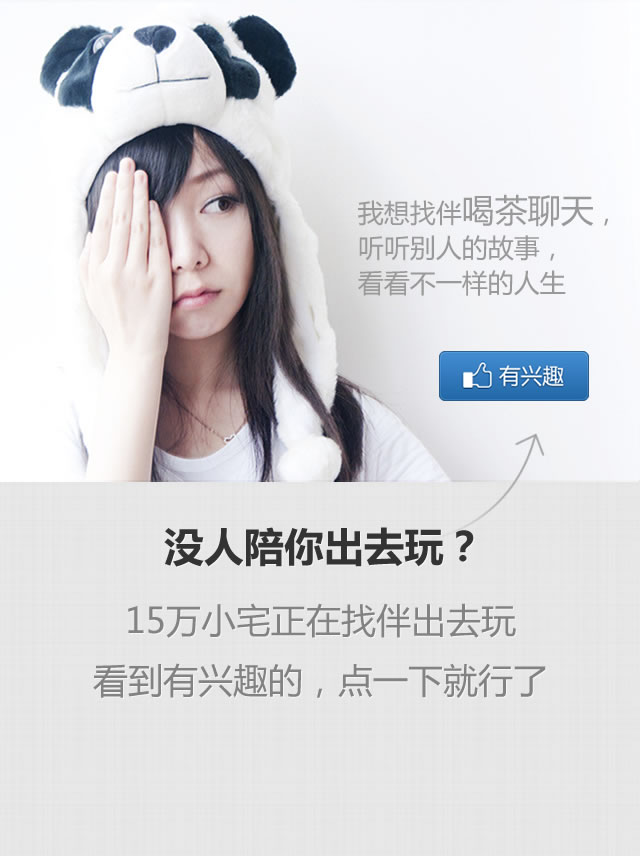 我想找伴喝茶聊天，
听听别人的故事，
看看不一样的人生
有兴趣
没人陪你出去玩？
15万小宅正在找伴出去玩
看到有兴趣的，点一下就行了